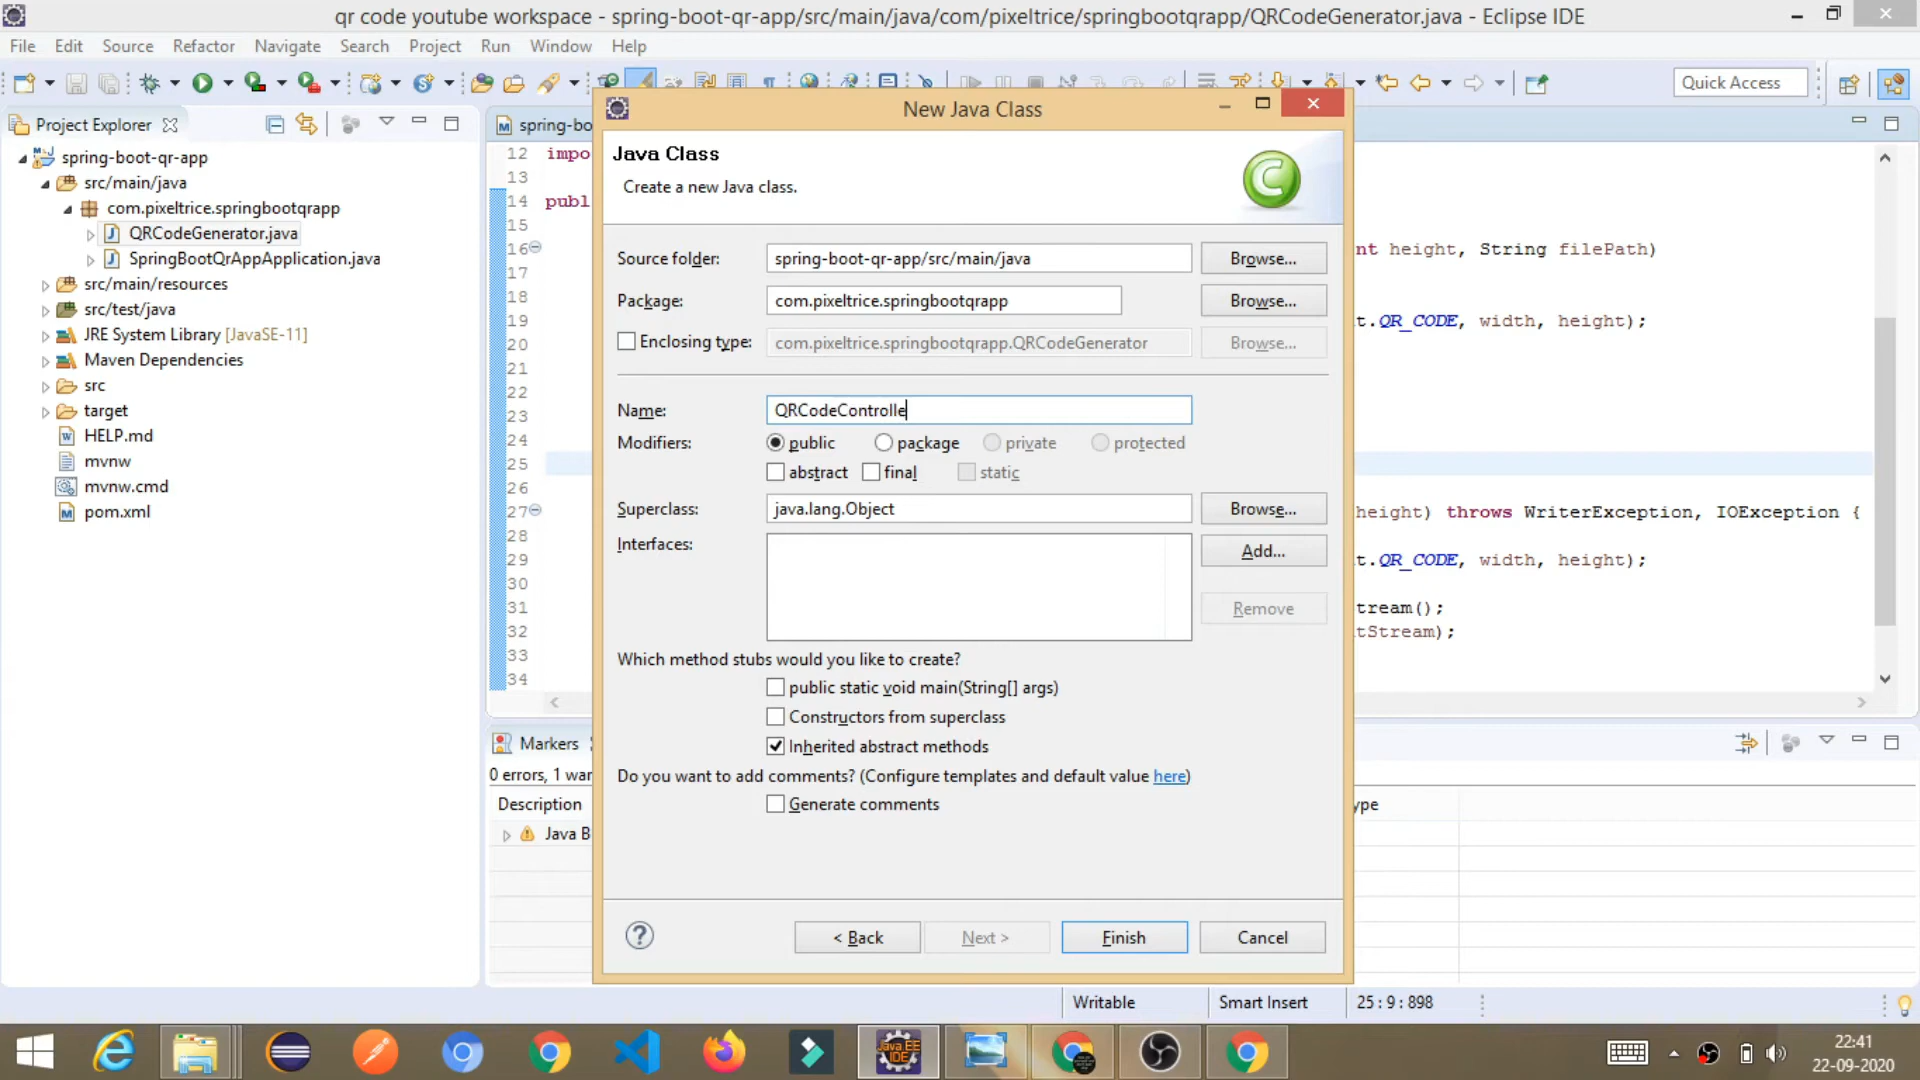 qr code youtube workspace - spring-boot-qr-app/src/main/java/com/pixeltrice/springbootqrapp/QRCodeGenerator.java - Eclipse IDE
File Edit Source Refactor Navigate Search Project Run Window Help
Quick Access
Project Explorer
spring-boot-qr-app
src/main/java
com.pixeltrice.springbootqrapp
QRCodeGenerator.java
SpringBootQrAppApplication.java
src/main/resources
src/test/java
JRE System Library [JavaSE-11]
Maven Dependencies
src
target
HELP.md
mvnw
mvnw.cmd
pom.xml
spring-bo
12 impo
13
14 publ
15
16 nt height, String filePath)
17
18
19 t.QR_CODE, width, height);
20
21
22
23
24
25
26
27 height) throws WriterException, IOException {
28
29 t.QR_CODE, width, height);
30
31 tream();
32 tStream);
33
34
New Java Class
Java Class
Create a new Java class.
Source folder: spring-boot-qr-app/src/main/java Browse...
Package: com.pixeltrice.springbootqrapp Browse...
Enclosing type: com.pixeltrice.springbootqrapp.QRCodeGenerator Browse...
Name: QRCodeControlle
Modifiers: public package private protected
abstract final static
Superclass: java.lang.Object Browse...
Interfaces: Add...
Remove
Which method stubs would you like to create?
public static void main(String[] args)
Constructors from superclass
Inherited abstract methods
Do you want to add comments? (Configure templates and default value here)
Generate comments
< Back Next > Finish Cancel
Markers
0 errors, 1 war
Description ype
Java B
Writable Smart Insert 25 : 9 : 898
Java EE
IDE
22:41
22-09-2020